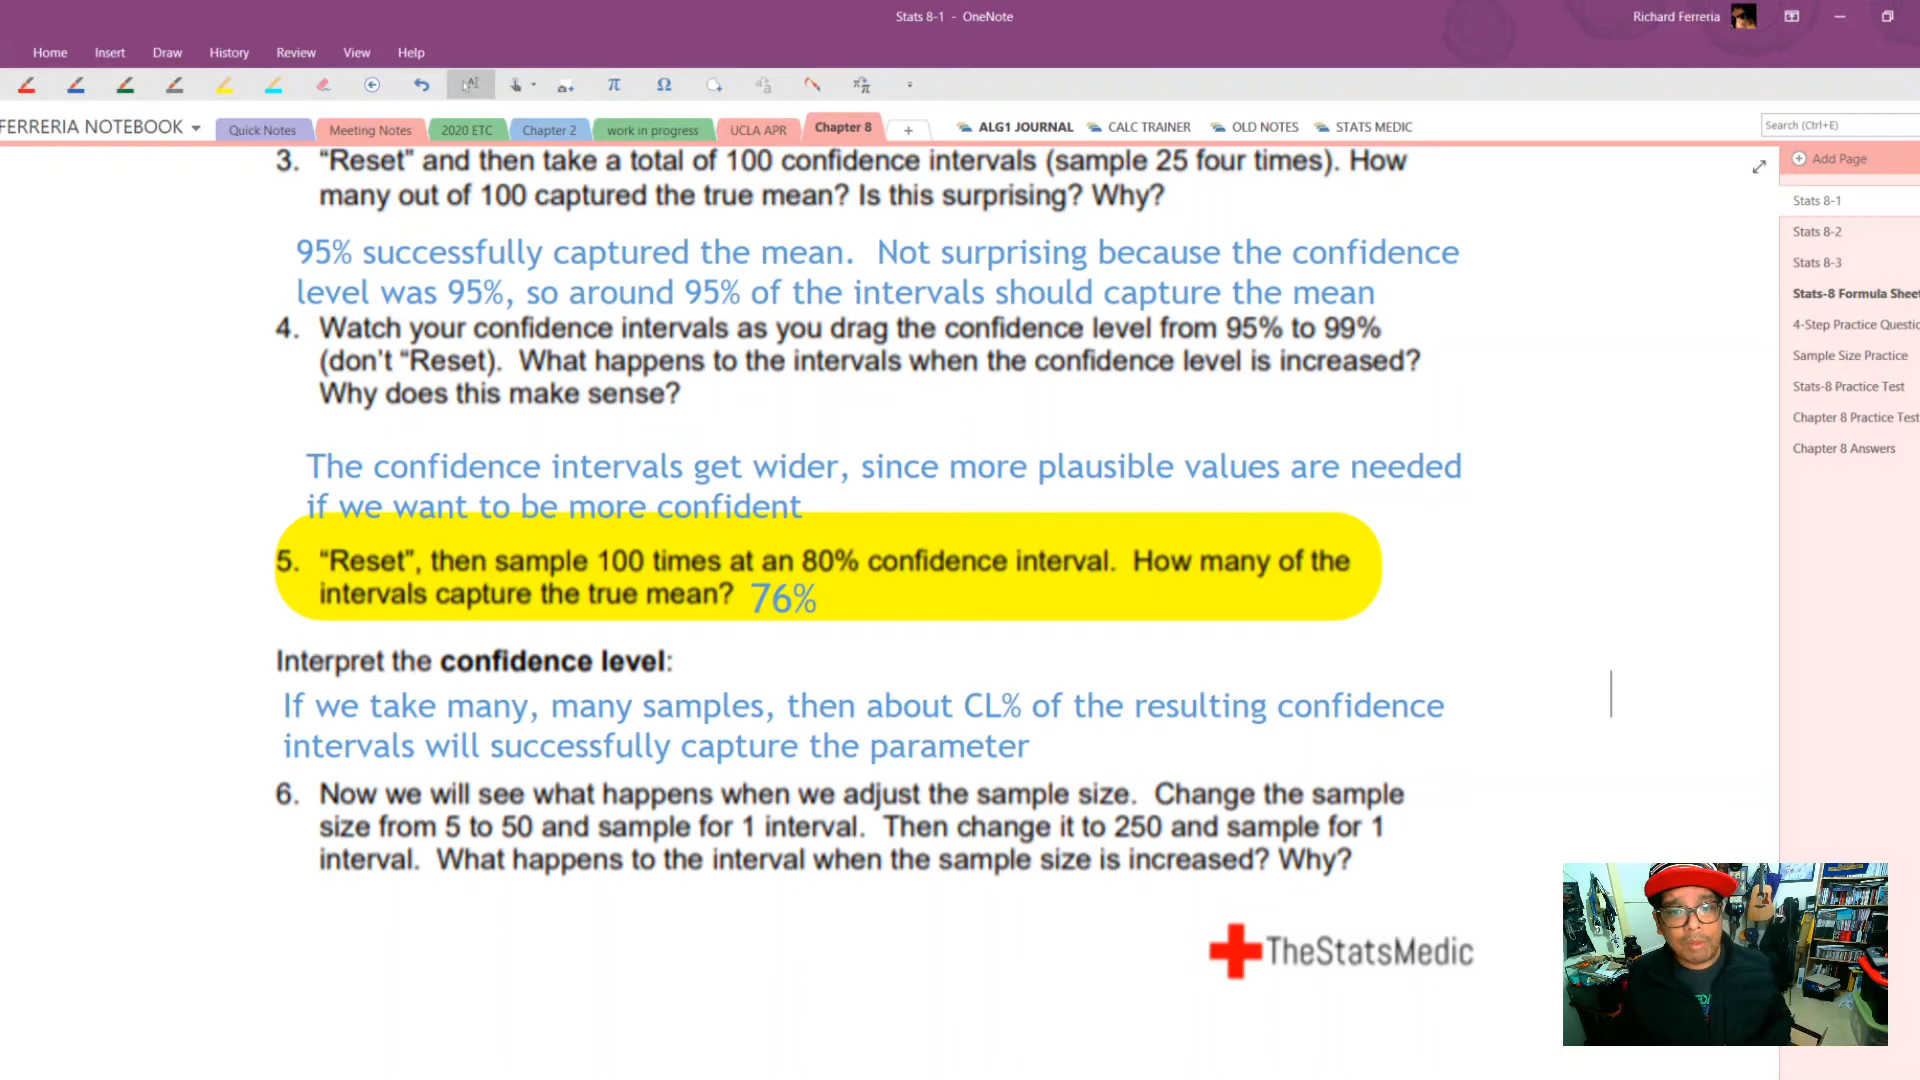 Stats 8-1 - OneNote
Richard Ferreria
Home Insert Draw History Review View Help
FERRERIA NOTEBOOK
Quick Notes
Meeting Notes
2020 ETC
Chapter 2
work in progress
UCLA APR
Chapter 8
+
ALG1 JOURNAL
CALC TRAINER
OLD NOTES
STATS MEDIC
Search (Ctrl+E)
Add Page
Stats 8-1
Stats 8-2
Stats 8-3
Stats-8 Formula Sheet
4-Step Practice Questio
Sample Size Practice
Stats-8 Practice Test
Chapter 8 Practice Test
Chapter 8 Answers
3. “Reset” and then take a total of 100 confidence intervals (sample 25 four times). How
many out of 100 captured the true mean? Is this surprising? Why?
95% successfully captured the mean. Not surprising because the confidence
level was 95%, so around 95% of the intervals should capture the mean
4. Watch your confidence intervals as you drag the confidence level from 95% to 99%
(don’t “Reset). What happens to the intervals when the confidence level is increased?
Why does this make sense?
The confidence intervals get wider, since more plausible values are needed
if we want to be more confident
5. “Reset”, then sample 100 times at an 80% confidence interval. How many of the
intervals capture the true mean? 76%
Interpret the confidence level:
If we take many, many samples, then about CL% of the resulting confidence
intervals will successfully capture the parameter
6. Now we will see what happens when we adjust the sample size. Change the sample
size from 5 to 50 and sample for 1 interval. Then change it to 250 and sample for 1
interval. What happens to the interval when the sample size is increased? Why?
TheStatsMedic